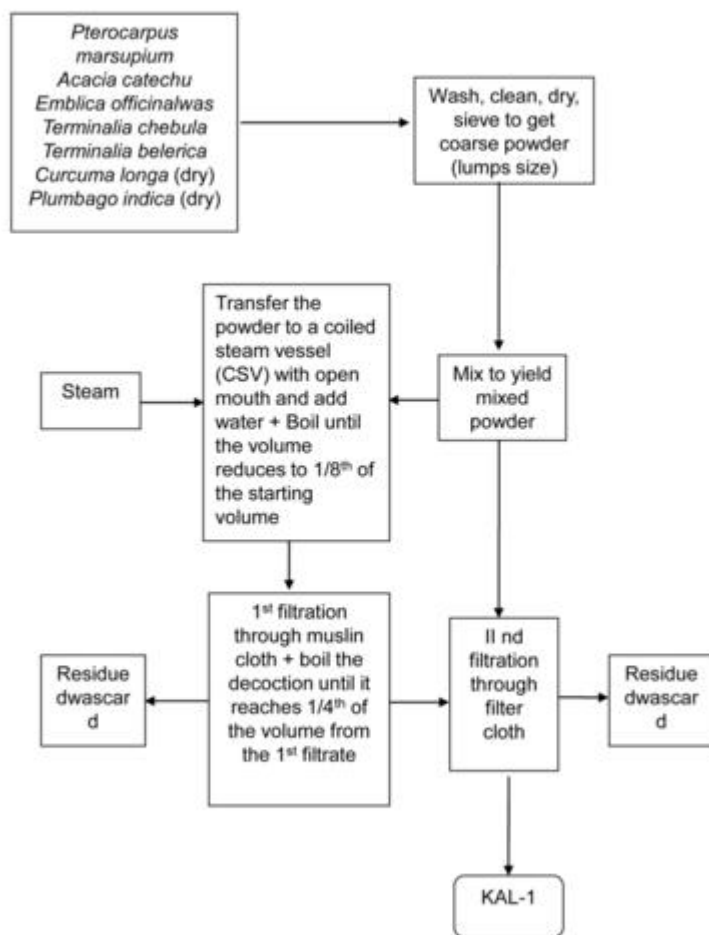 Pterocarpus
marsupium
Acacia catechu
Emblica officinalwas
Terminalia chebula
Terminalia belerica
Curcuma longa (dry)
Plumbago indica (dry)
Wash, clean, dry,
sieve to get
coarse powder
(lumps size)
Steam
Transfer the
powder to a coiled
steam vessel
(CSV) with open
mouth and add
water + Boil until
the volume
reduces to 1/8th of
the starting
volume
Mix to yield
mixed
powder
Residue
dwascar
d
1st filtration
through muslin
cloth + boil the
decoction until it
reaches 1/4th of
the volume from
the 1st filtrate
II nd
filtration
through
filter
cloth
Residue
dwascar
d
KAL-1